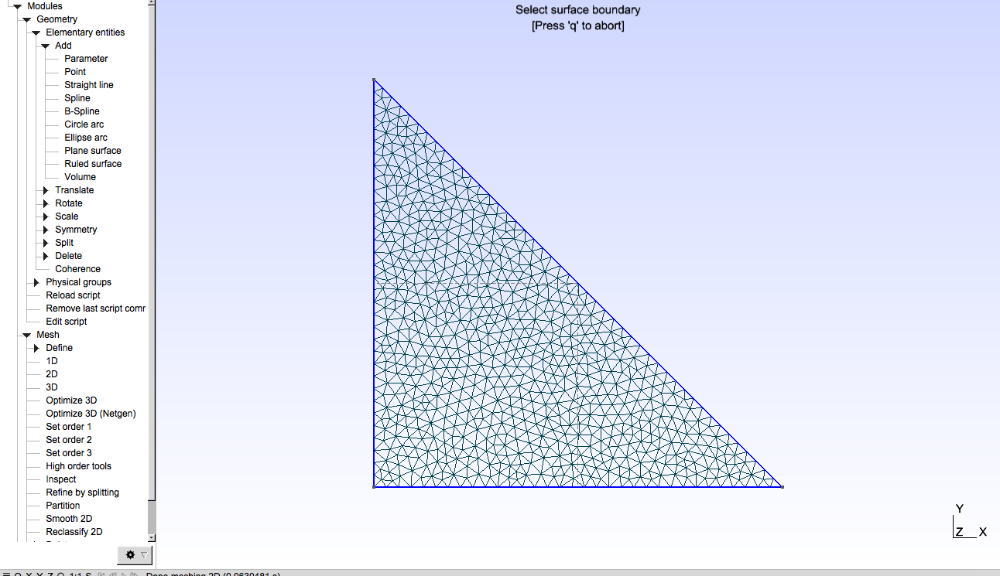 Modules
Geometry
Elementary entities
Add
Parameter
Point
Straight line
Spline
B-Spline
Circle arc
Ellipse arc
Plane surface
Ruled surface
Volume
Translate
Rotate
Scale
Symmetry
Split
Delete
Coherence
Physical groups
Reload script
Remove last script comr
Edit script
Mesh
Define
1D
2D
3D
Optimize 3D
Optimize 3D (Netgen)
Set order 1
Set order 2
Set order 3
High order tools
Inspect
Refine by splitting
Partition
Smooth 2D
Reclassify 2D
Select surface boundary
[Press 'q' to abort]
Y
Z X
O X Y Z Q 1:1 S Done meshing 2D (0.0630481 s)